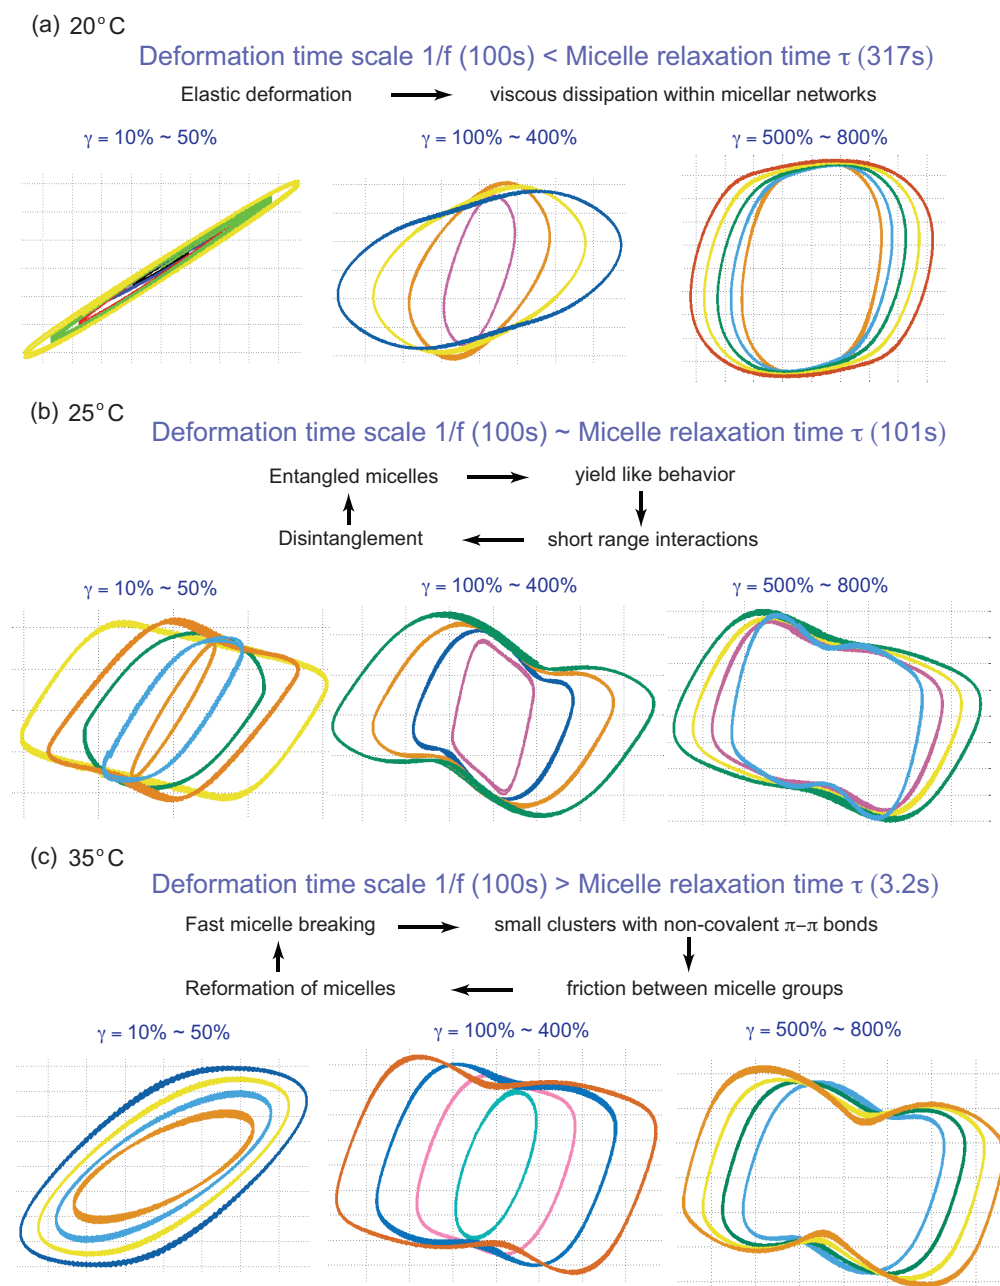 (a) 20°C
Deformation time scale 1/f (100s) < Micelle relaxation time τ (317s)
Elastic deformation → viscous dissipation within micellar networks
γ = 10% ~ 50% γ = 100% ~ 400% γ = 500% ~ 800%
(b) 25°C
Deformation time scale 1/f (100s) ~ Micelle relaxation time τ (101s)
Entangled micelles → yield like behavior
Disintanglement ← short range interactions
γ = 10% ~ 50% γ = 100% ~ 400% γ = 500% ~ 800%
(c) 35°C
Deformation time scale 1/f (100s) > Micelle relaxation time τ (3.2s)
Fast micelle breaking → small clusters with non-covalent π–π bonds
Reformation of micelles ← friction between micelle groups
γ = 10% ~ 50% γ = 100% ~ 400% γ = 500% ~ 800%